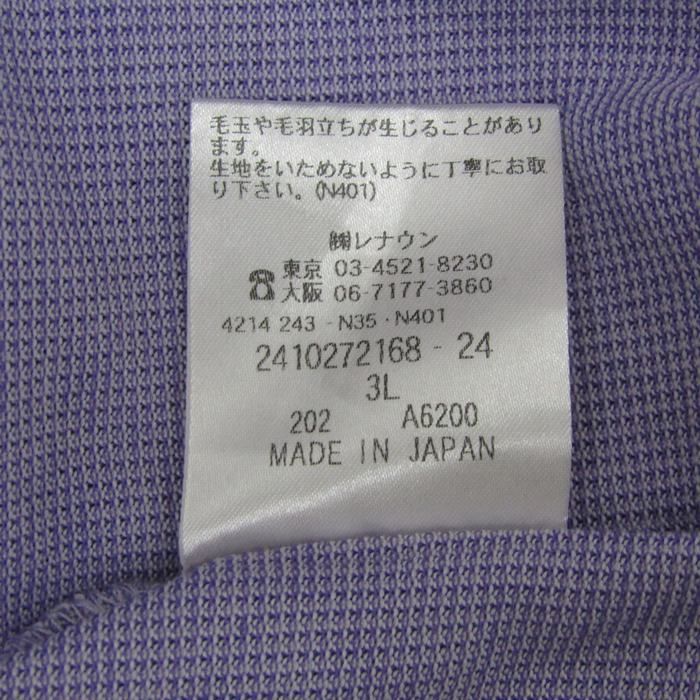 毛玉や毛羽立ちが生じることがあり
ます。
生地をいためないように丁寧にお取
り下さい。(N401)
㈱レナウン
☎東京 03-4521-8230
大阪 06-7177-3860
4214 243 - N35・N401
2410272168 - 24
3L
202 A6200
MADE IN JAPAN